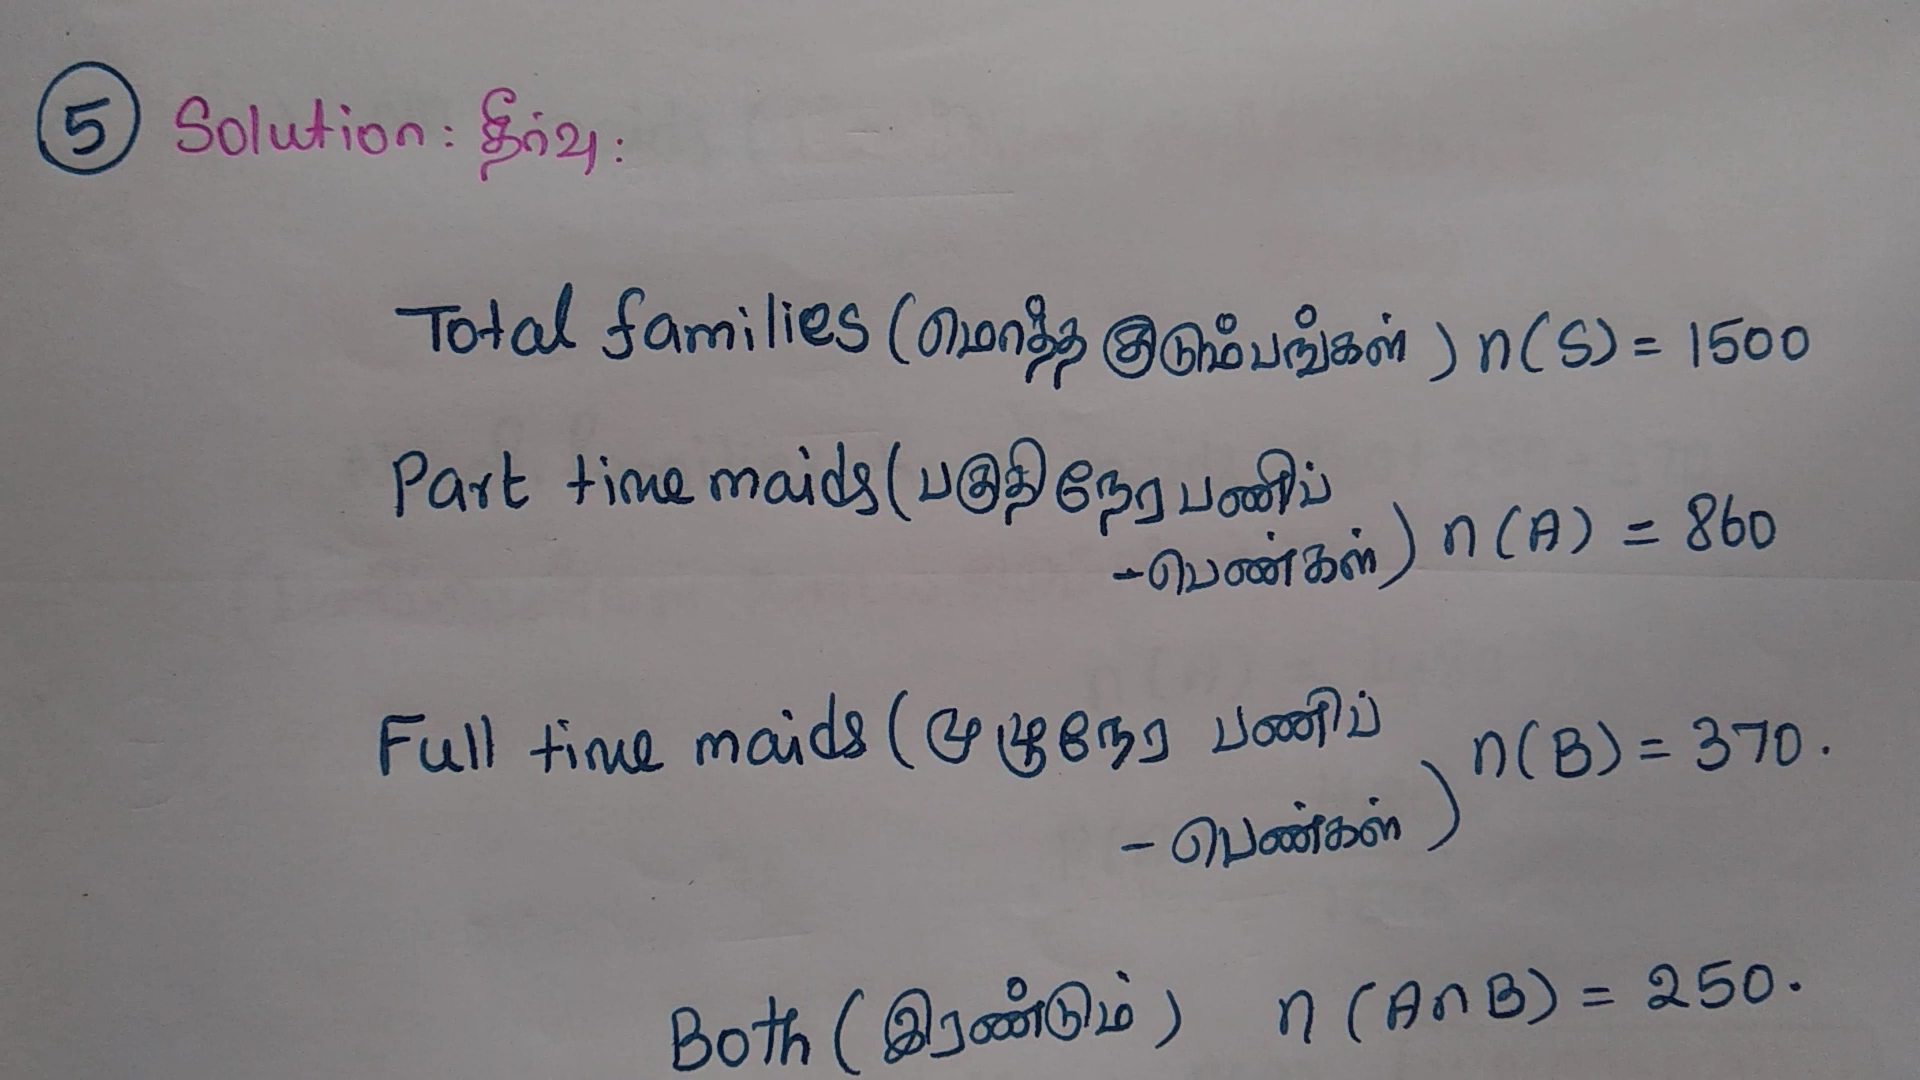 5 Solution: தீர்வு:
Total families (மொத்த குடும்பங்கள்) n(S) = 1500
Part time maids (பகுதி நேர பணிப்
-பெண்கள்) n(A) = 860
Full time maids (முழுநேர பணிப்
-பெண்கள்) n(B) = 370.
Both (இரண்டும்) n(A∩B) = 250.